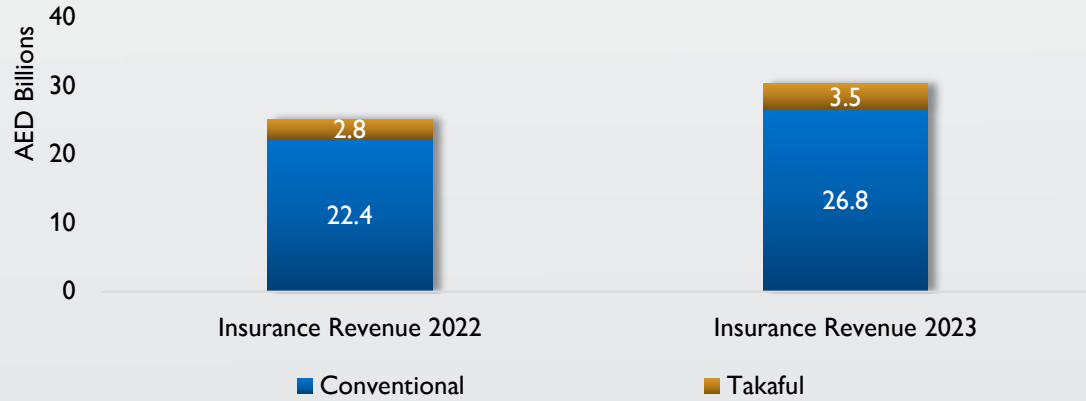 AED Billions
40
30
20
10
0
2.8
22.4
3.5
26.8
Insurance Revenue 2022
Insurance Revenue 2023
Conventional
Takaful